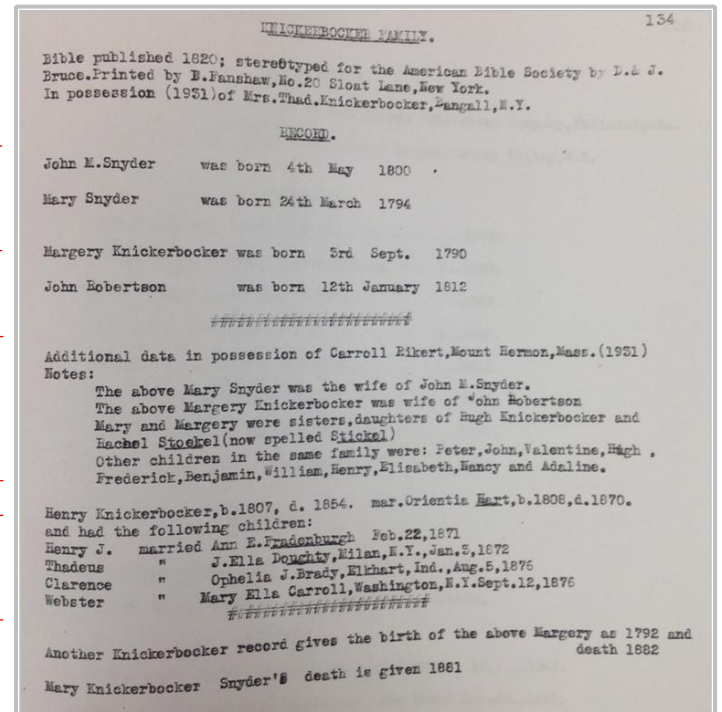 134
KNICKERBOCKER FAMILY.
Bible published 1820; stereotyped for the American Bible Society by D.& J.
Bruce.Printed by B.Fanshaw,No.20 Sloat Lane,New York.
In possession (1931)of Mrs.Thad.Knickerbocker,Bangall,N.Y.
RECORD.
John M.Snyder was born 4th May 1800 .
Mary Snyder was born 24th March 1794
Margery Knickerbocker was born 3rd Sept. 1790
John Robertson was born 12th January 1812
######################
Additional data in possession of Carroll Rikert,Mount Hermon,Mass.(1931)
Notes:
The above Mary Snyder was the wife of John M.Snyder.
The above Margery Knickerbocker was wife of John Robertson
Mary and Margery were sisters,daughters of Hugh Knickerbocker and
Rachel Stoekel(now spelled Stickel)
Other children in the same family were: Peter,John,Valentine,Hugh ,
Frederick,Benjamin,William,Henry,Elisabeth,Nancy and Adaline.
Henry Knickerbocker,b.1807, d. 1854. mar.Orientia Hart,b.1808,d.1870.
and had the following children:
Henry J. married Ann E.Fradenburgh Feb.22,1871
Thadeus " J.Ella Doughty,Milan,N.Y.,Jan.3,1872
Clarence " Ophelia J.Brady,Elkhart,Ind.,Aug.5,1875
Webster " Mary Ella Carroll,Washington,N.Y.Sept.12,1876
######################
Another Knickerbocker record gives the birth of the above Margery as 1792 and
death 1882
Mary Knickerbocker Snyder's death is given 1881